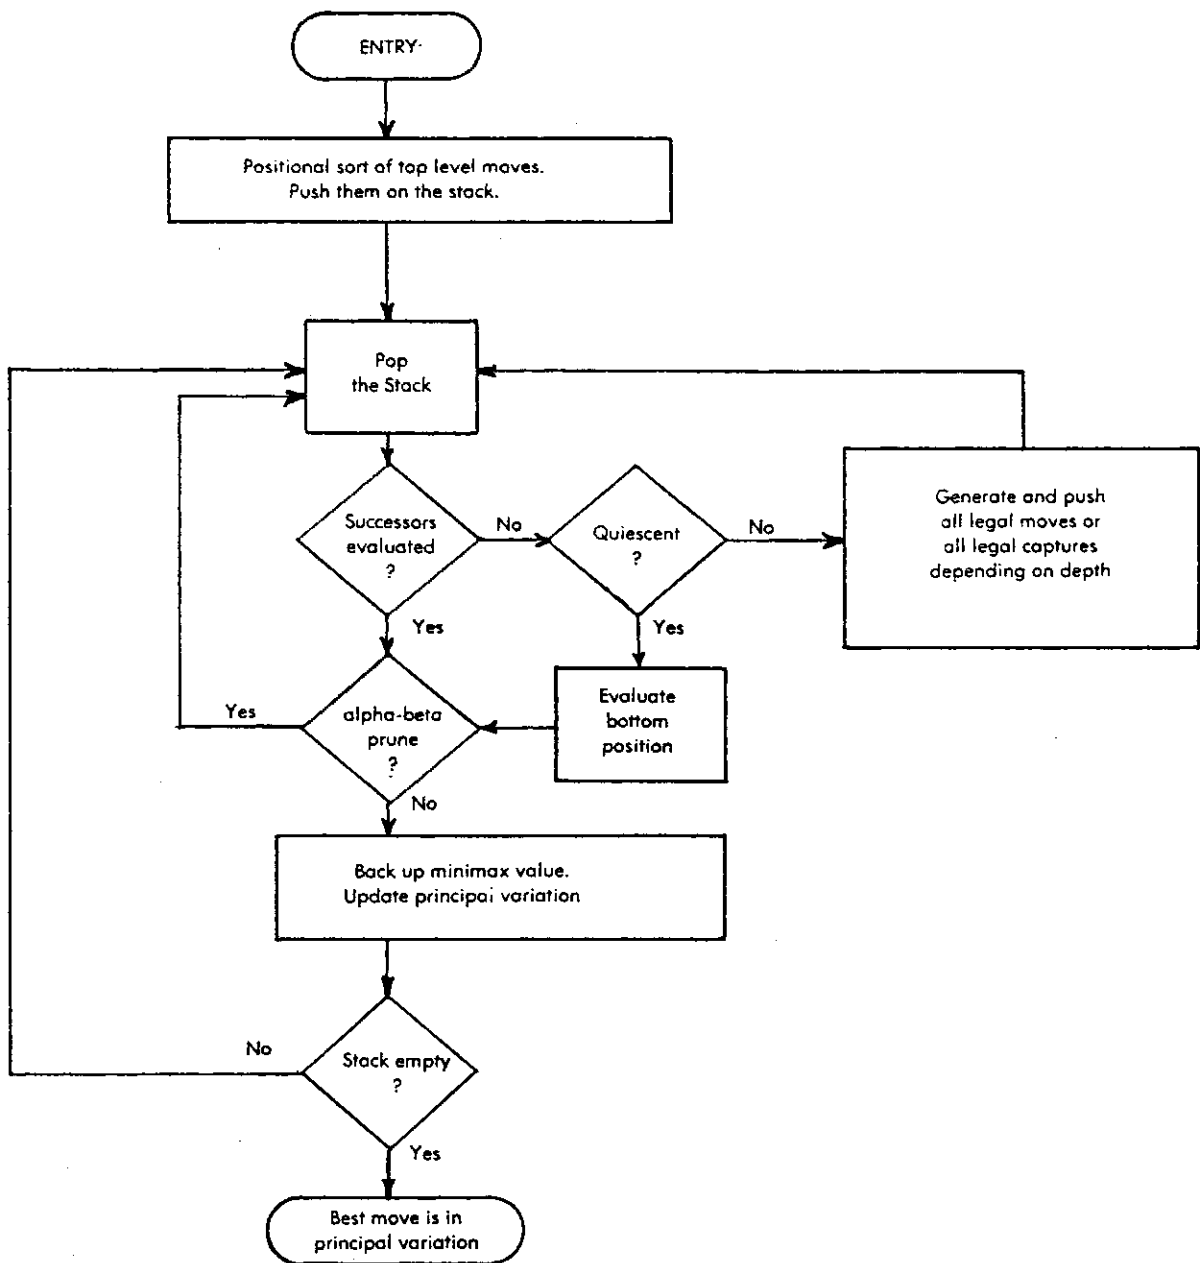 ENTRY
Positional sort of top level moves.
Push them on the stack.
Pop
the Stack
Successors
evaluated
?
No
Quiescent
?
No
Generate and push
all legal moves or
all legal captures
depending on depth
Yes
Yes
Yes
alpha-beta
prune
?
Evaluate
bottom
position
No
Back up minimax value.
Update principal variation
No
Stack empty
?
Yes
Best move is in
principal variation